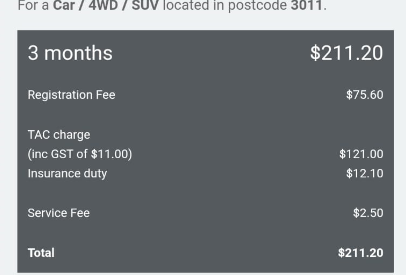 For a Car / 4WD / SUV located in postcode 3011.
3 months $211.20
Registration Fee $75.60
TAC charge
(inc GST of $11.00) $121.00
Insurance duty $12.10
Service Fee $2.50
Total $211.20